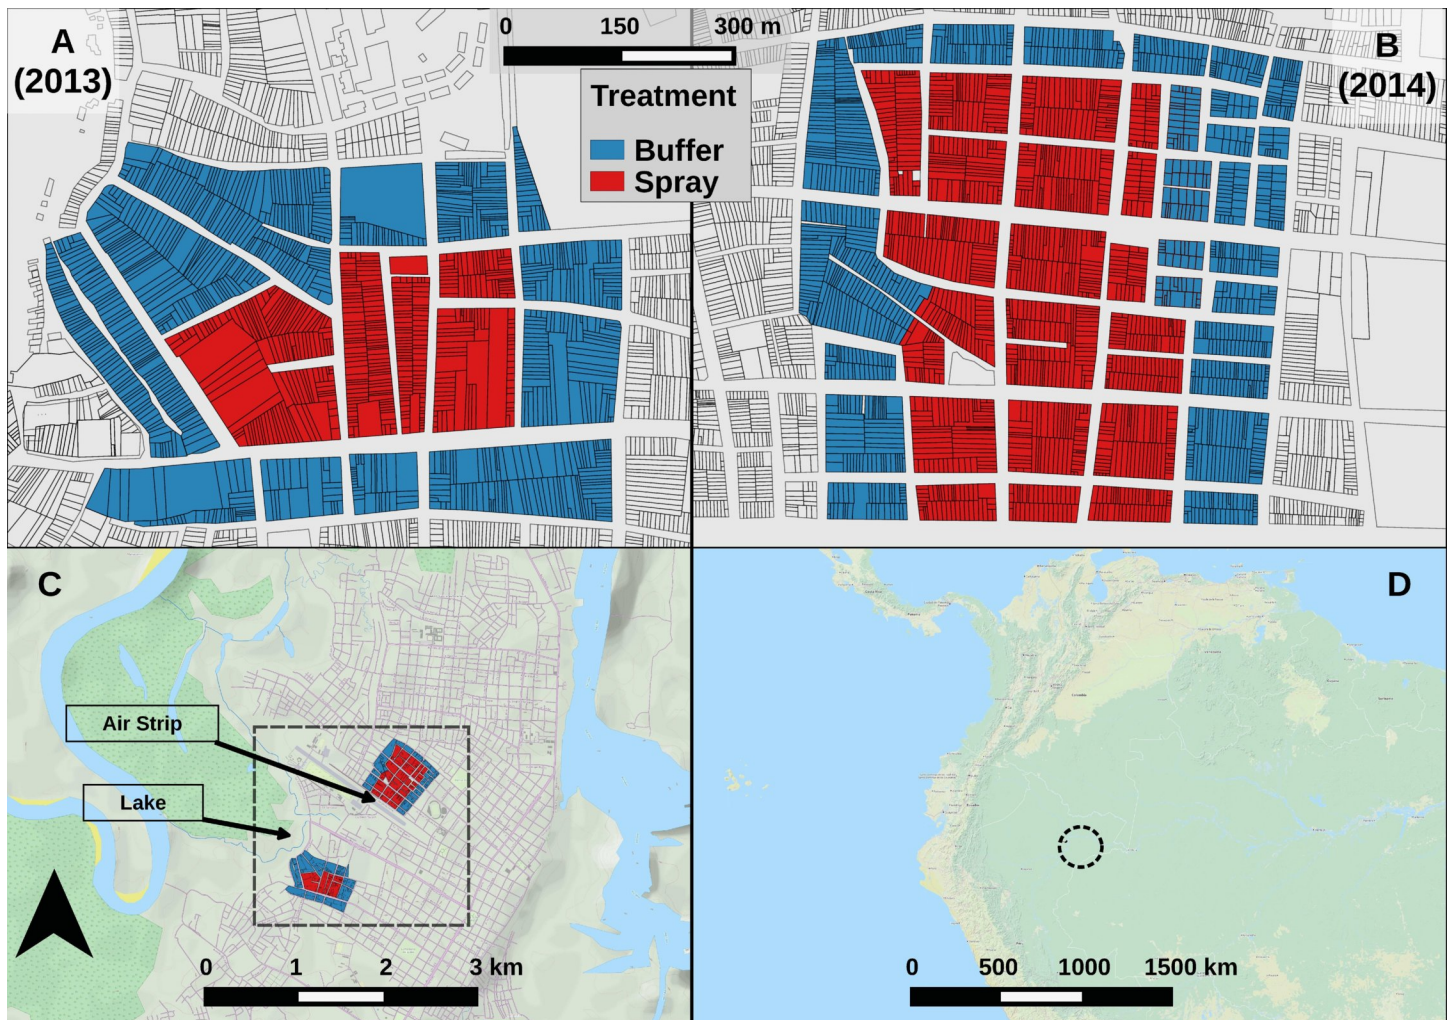 A
(2013)
0 150 300 m
Treatment
Buffer
Spray
B
(2014)
C
Air Strip
Lake
0 1 2 3 km
D
0 500 1000 1500 km